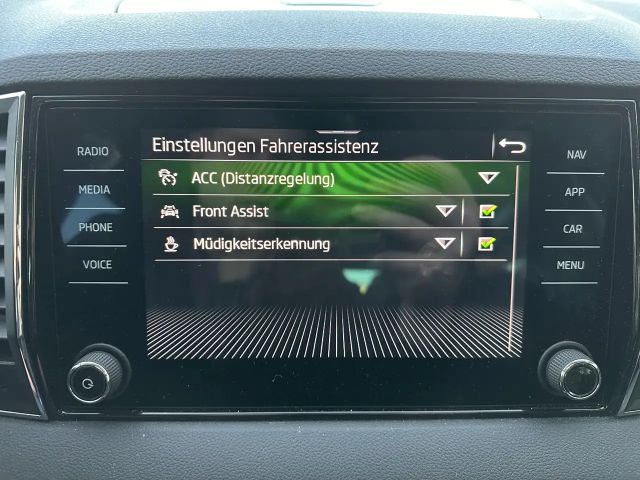 Einstellungen Fahrerassistenz
ACC (Distanzregelung)
Front Assist
Müdigkeitserkennung
RADIO
MEDIA
PHONE
VOICE
NAV
APP
CAR
MENU